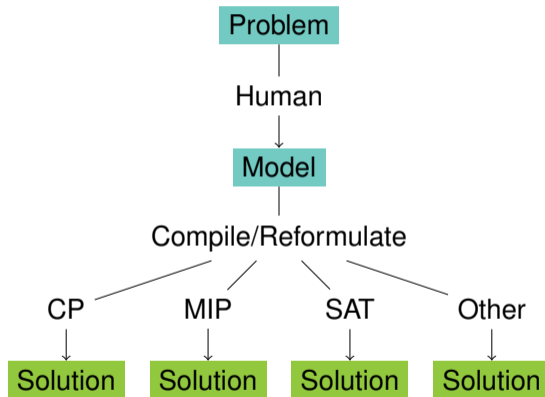 Problem
Human
Model
Compile/Reformulate
CP MIP SAT Other
Solution Solution Solution Solution